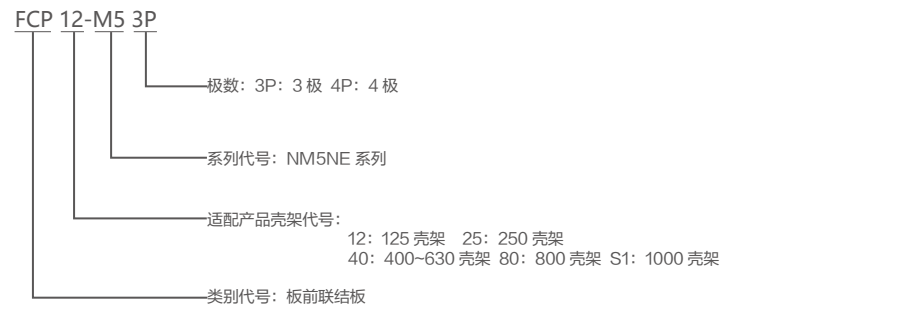 FCP 12-M5 3P
极数：3P：3 极 4P：4 极
系列代号：NM5NE 系列
适配产品壳架代号：
12：125 壳架 25：250 壳架
40：400~630 壳架 80：800 壳架 S1：1000 壳架
类别代号：板前联结板